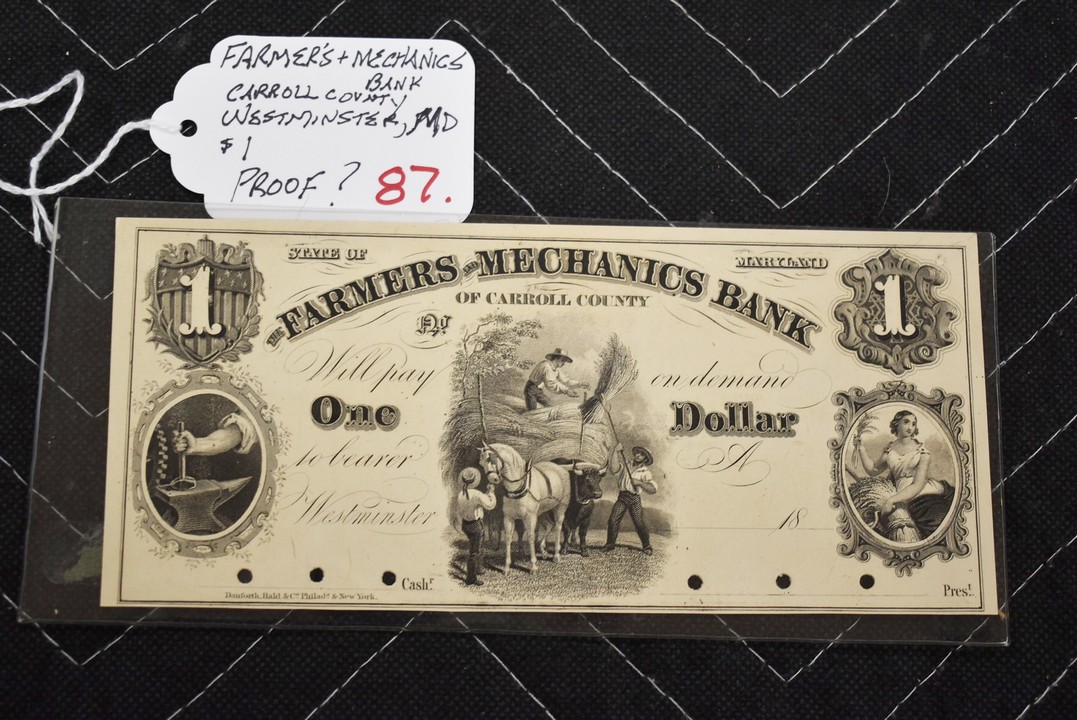 FARMER'S + MECHANICS
BANK
CARROLL COUNTY
WESTMINSTER, MD
$1
PROOF? 87.
STATE OF MARYLAND
THE FARMERS AND MECHANICS BANK
OF CARROLL COUNTY
1 1
No
Will pay on demand
One Dollar
to bearer A
Westminster 18
Cashr. Prest.
Danforth, Bald & Co. Philada. & New York.